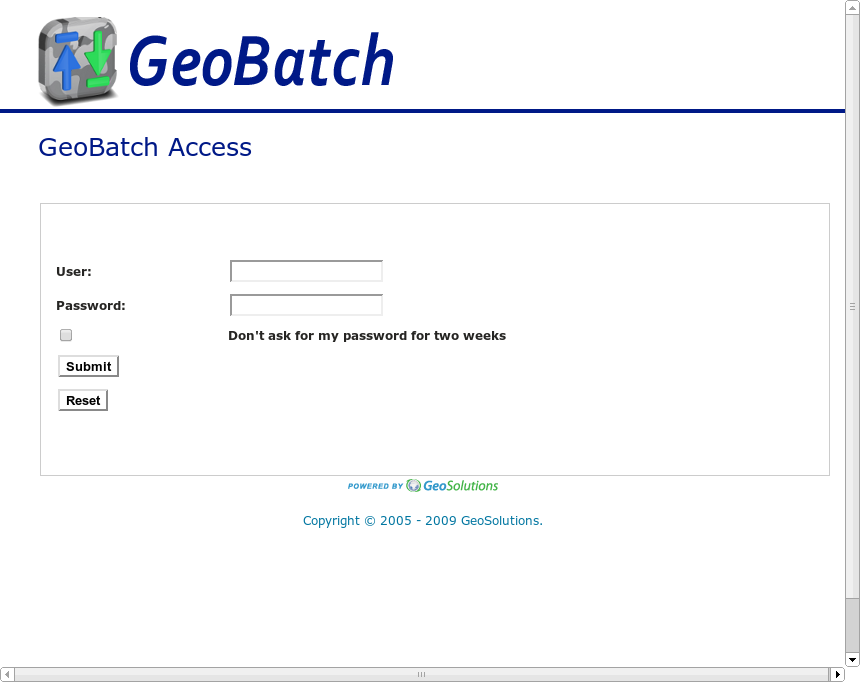 GeoBatch
GeoBatch Access
User:
Password:
Don't ask for my password for two weeks
Submit
Reset
POWERED BY GeoSolutions
Copyright © 2005 - 2009 GeoSolutions.